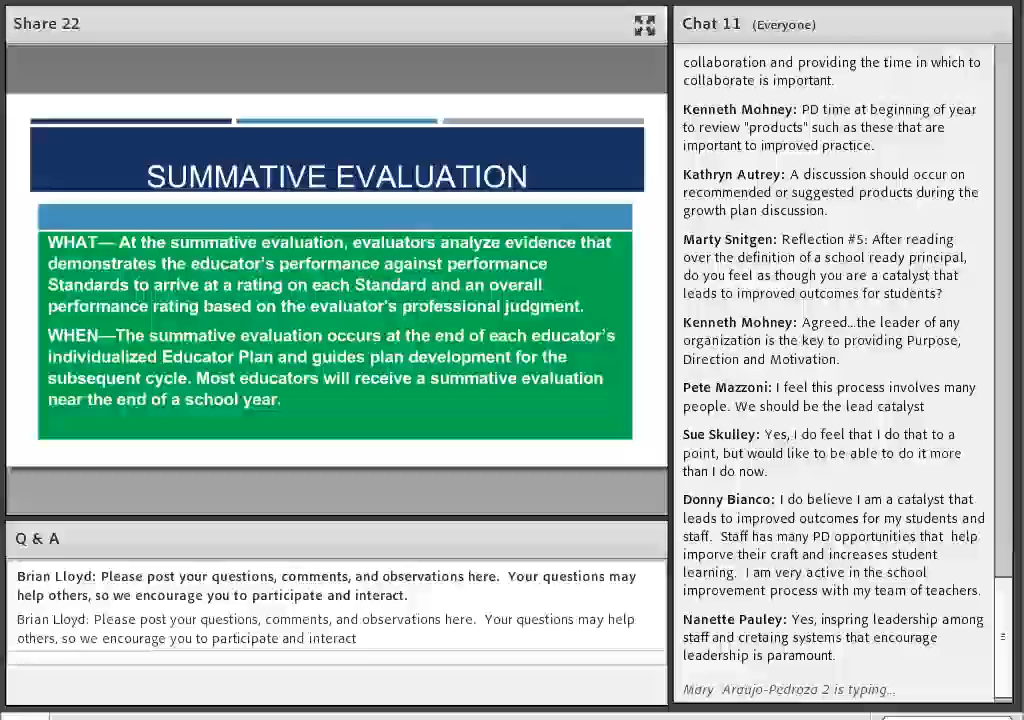 Share 22
SUMMATIVE EVALUATION
WHAT— At the summative evaluation, evaluators analyze evidence that
demonstrates the educator's performance against performance
Standards to arrive at a rating on each Standard and an overall
performance rating based on the evaluator's professional judgment.
WHEN—The summative evaluation occurs at the end of each educator's
individualized Educator Plan and guides plan development for the
subsequent cycle. Most educators will receive a summative evaluation
near the end of a school year.
Q & A
Brian Lloyd: Please post your questions, comments, and observations here.  Your questions may
help others, so we encourage you to participate and interact.
Brian Lloyd: Please post your questions, comments, and observations here.  Your questions may help
others, so we encourage you to participate and interact
Chat 11 (Everyone)
collaboration and providing the time in which to
collaborate is important.
Kenneth Mohney: PD time at beginning of year
to review "products" such as these that are
important to improved practice.
Kathryn Autrey: A discussion should occur on
recommended or suggested products during the
growth plan discussion.
Marty Snitgen: Reflection #5: After reading
over the definition of a school ready principal,
do you feel as though you are a catalyst that
leads to improved outcomes for students?
Kenneth Mohney: Agreed...the leader of any
organization is the key to providing Purpose,
Direction and Motivation.
Pete Mazzoni: I feel this process involves many
people. We should be the lead catalyst
Sue Skulley: Yes, I do feel that I do that to a
point, but would like to be able to do it more
than I do now.
Donny Bianco: I do believe I am a catalyst that
leads to improved outcomes for my students and
staff.  Staff has many PD opportunities that  help
imporve their craft and increases student
learning.  I am very active in the school
improvement process with my team of teachers.
Nanette Pauley: Yes, inspring leadership among
staff and cretaing systems that encourage
leadership is paramount.
Mary  Araujo-Pedroza 2 is typing...